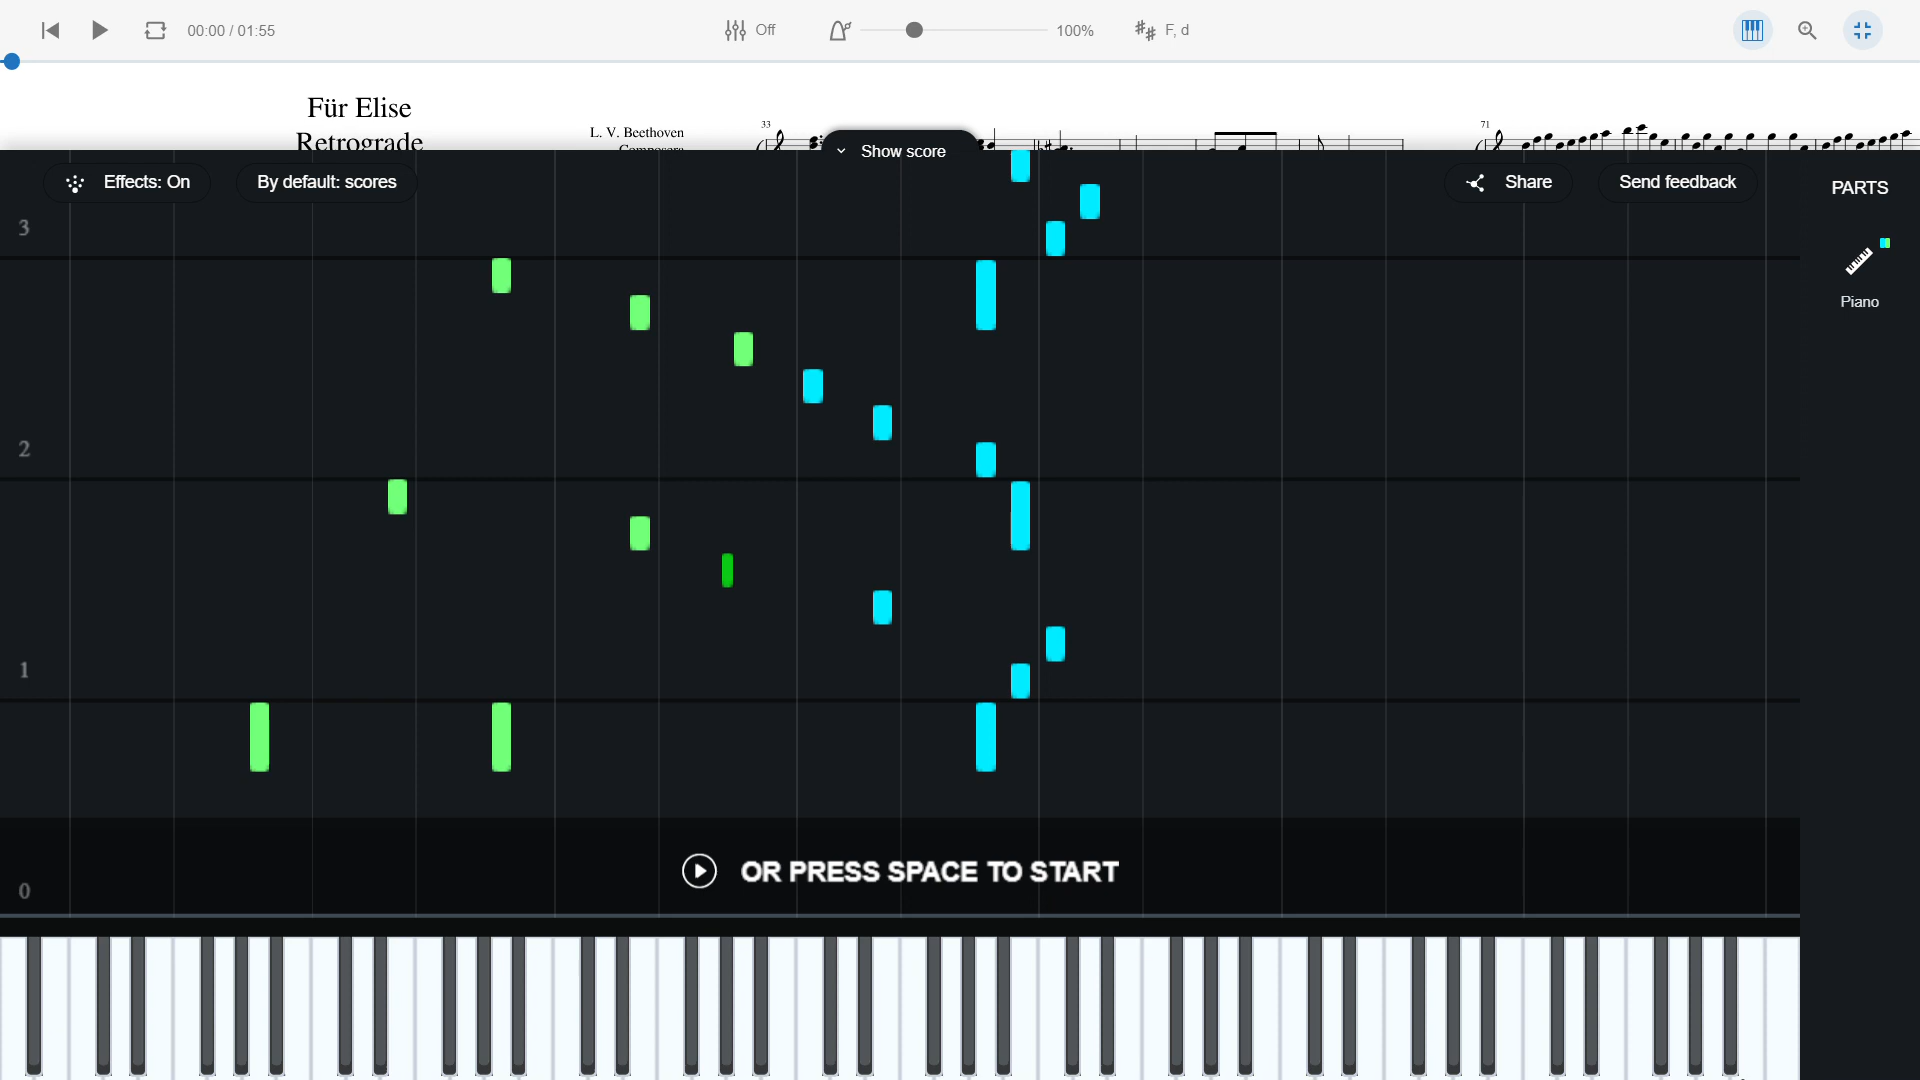 00:00 / 01:55
Off
100%
F, d
Für Elise
Retrograde
L. V. Beethoven
33
71
Show score
Effects: On
By default: scores
Share
Send feedback
PARTS
3
Piano
2
1
OR PRESS SPACE TO START
0